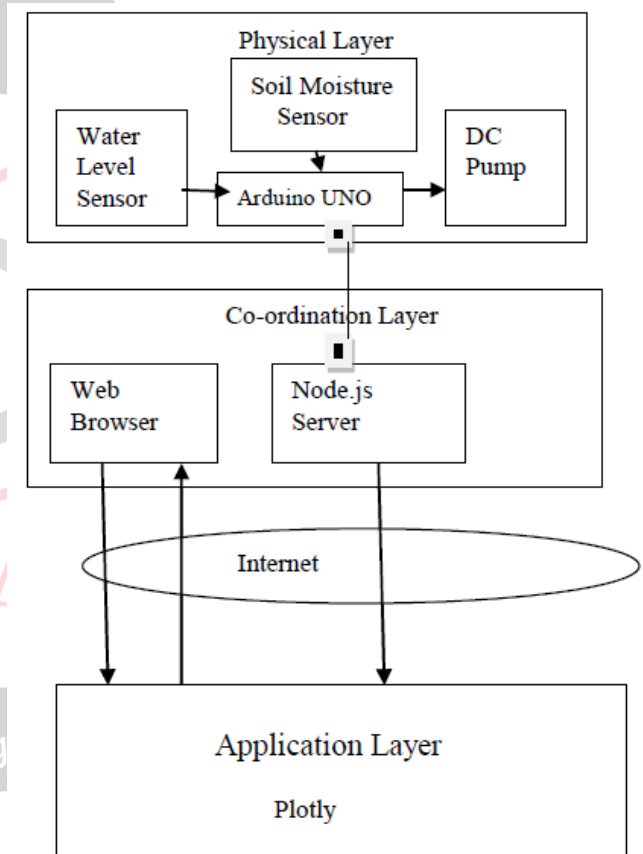 Physical Layer
Soil Moisture
Sensor
Water
Level
Sensor
DC
Pump
Arduino UNO
Co-ordination Layer
Web
Browser
Node.js
Server
Internet
Application Layer
Plotly